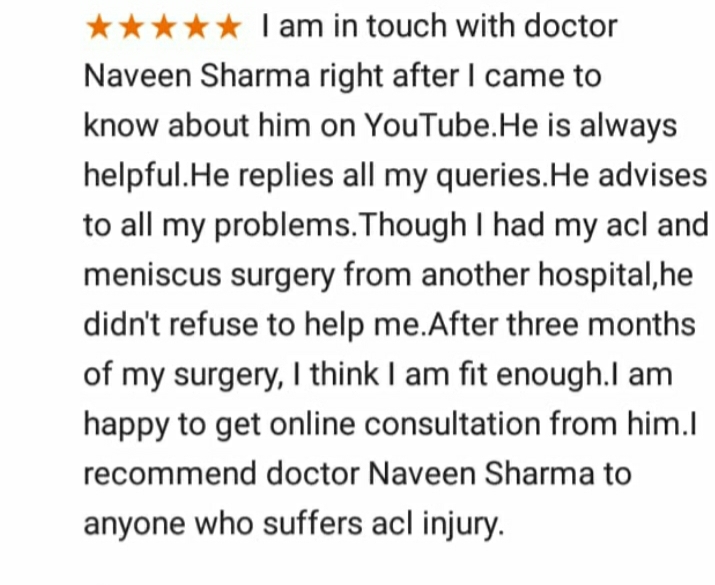 ★★★★★ I am in touch with doctor
Naveen Sharma right after I came to
know about him on YouTube.He is always
helpful.He replies all my queries.He advises
to all my problems.Though I had my acl and
meniscus surgery from another hospital,he
didn't refuse to help me.After three months
of my surgery, I think I am fit enough.I am
happy to get online consultation from him.I
recommend doctor Naveen Sharma to
anyone who suffers acl injury.